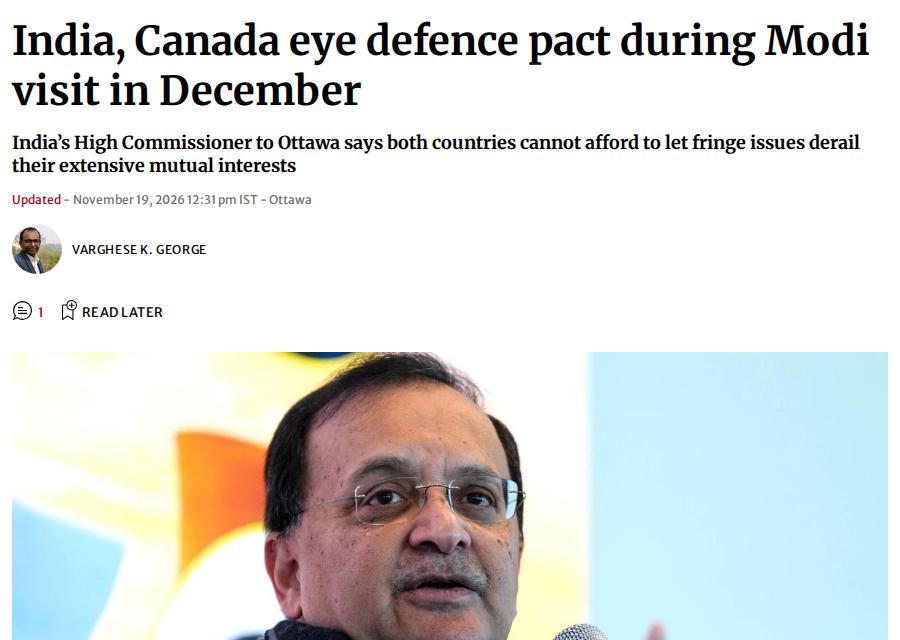 India, Canada eye defence pact during Modi
visit in December
India’s High Commissioner to Ottawa says both countries cannot afford to let fringe issues derail
their extensive mutual interests
Updated - November 19, 2026 12:31 pm IST - Ottawa
VARGHESE K. GEORGE
1 READ LATER